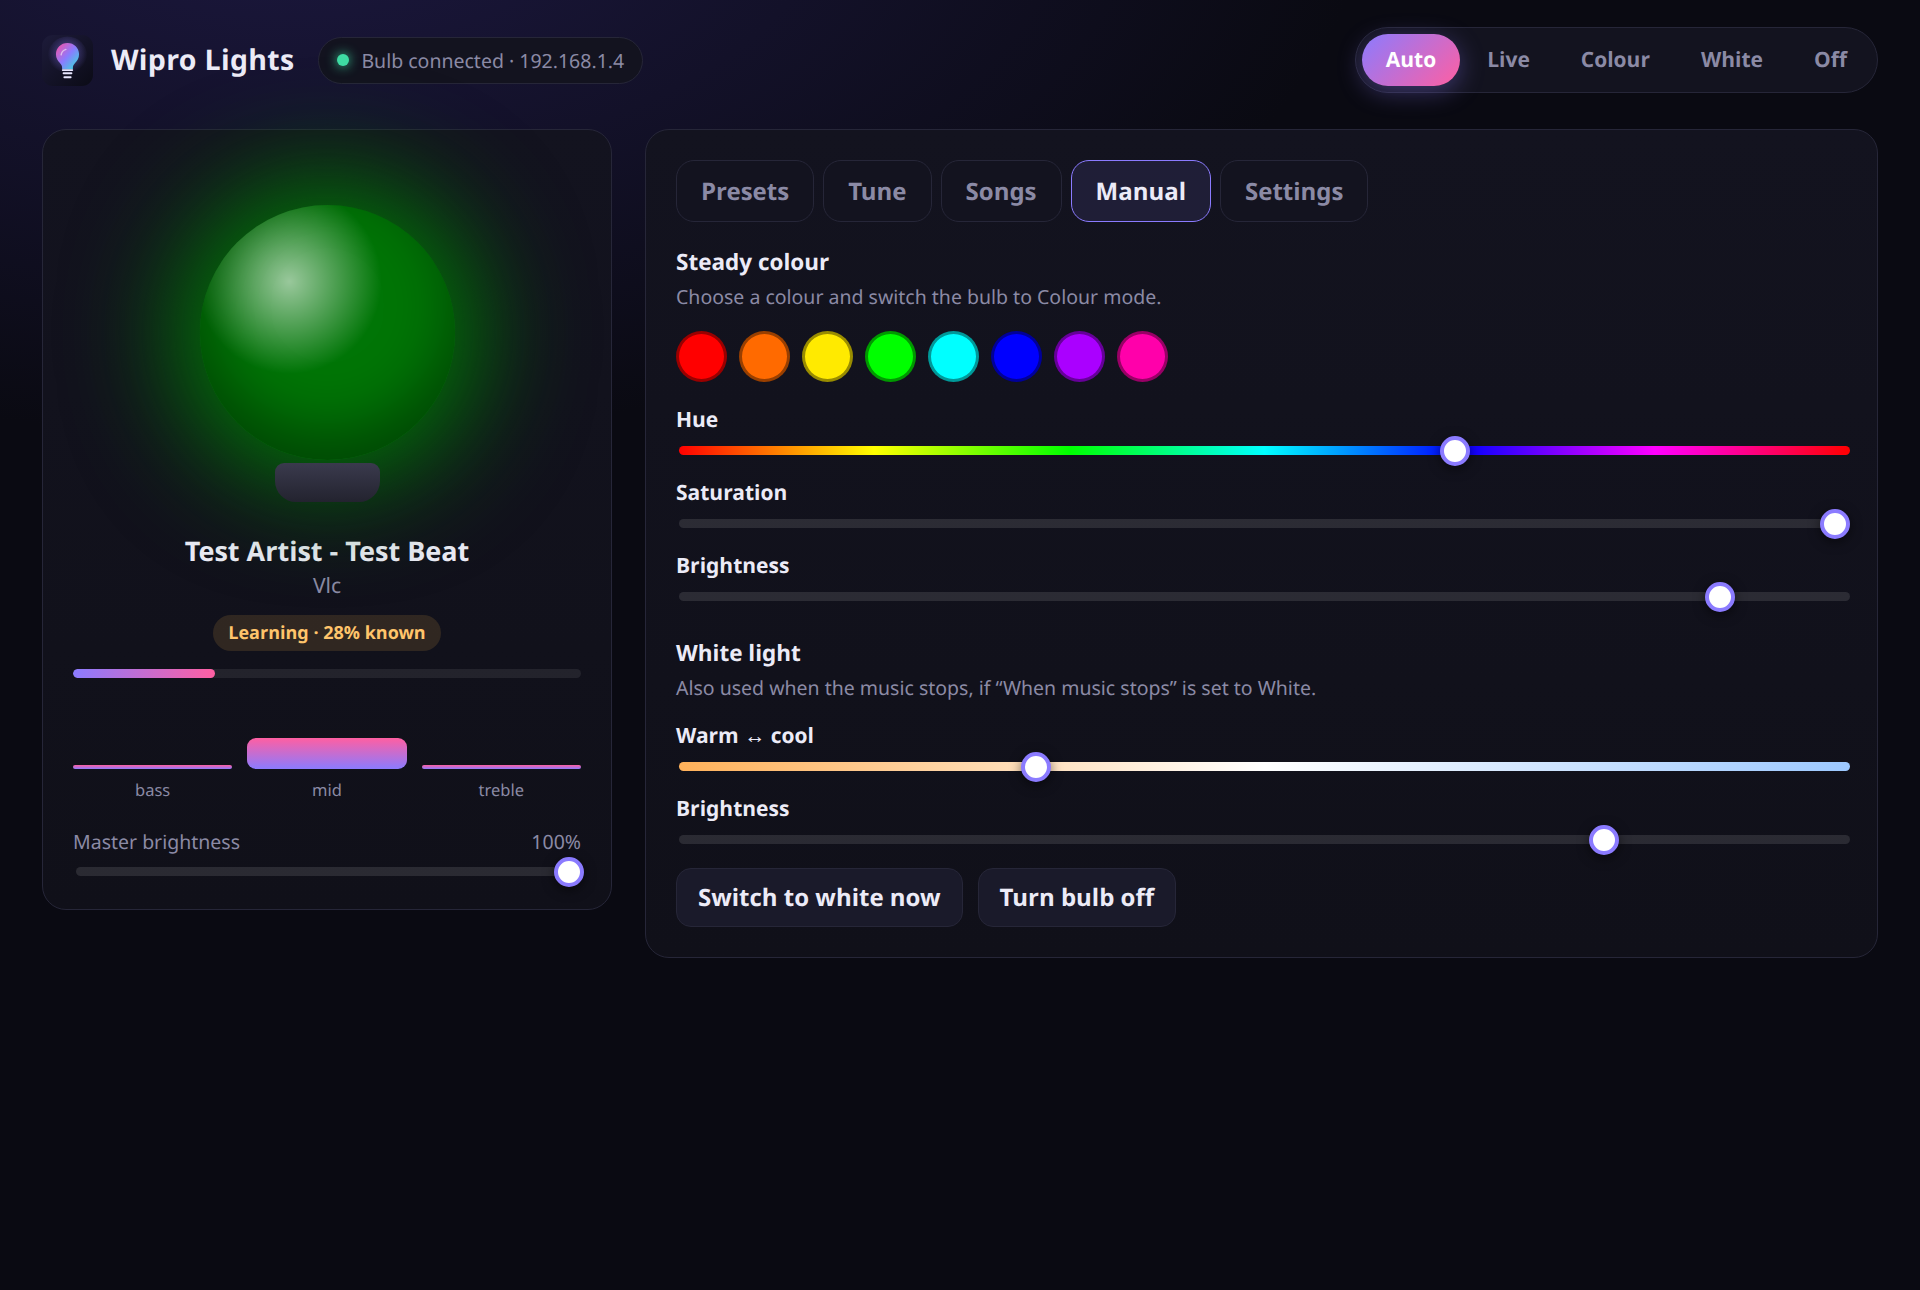 Wipro Lights
Bulb connected · 192.168.1.4
Auto
Live
Colour
White
Off
Test Artist - Test Beat
Vlc
Learning · 28% known
bass
mid
treble
Master brightness
100%
Presets
Tune
Songs
Manual
Settings
Steady colour
Choose a colour and switch the bulb to Colour mode.
Hue
Saturation
Brightness
White light
Also used when the music stops, if “When music stops” is set to White.
Warm ↔ cool
Brightness
Switch to white now
Turn bulb off